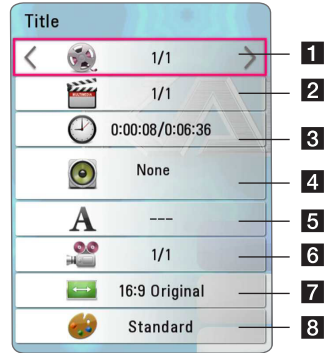 Title
1/1 1
1/1 2
0:00:08/0:06:36 3
None 4
A --- 5
1/1 6
16:9 Original 7
Standard 8